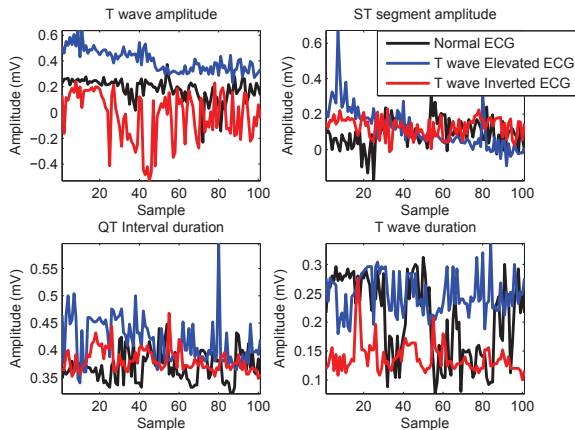 T wave amplitude
0.6
0.4
0.2
0
−0.2
−0.4
Amplitude (mV)
20 40 60 80 100
Sample
ST segment amplitude
0.6
0.4
0.2
0
Amplitude (mV)
20 40 60 80 100
Sample
Normal ECG
T wave Elevated ECG
T wave Inverted ECG
QT Interval duration
0.55
0.5
0.45
0.4
0.35
Amplitude (mV)
20 40 60 80 100
Sample
T wave duration
0.3
0.25
0.2
0.15
0.1
Amplitude (mV)
20 40 60 80 100
Sample